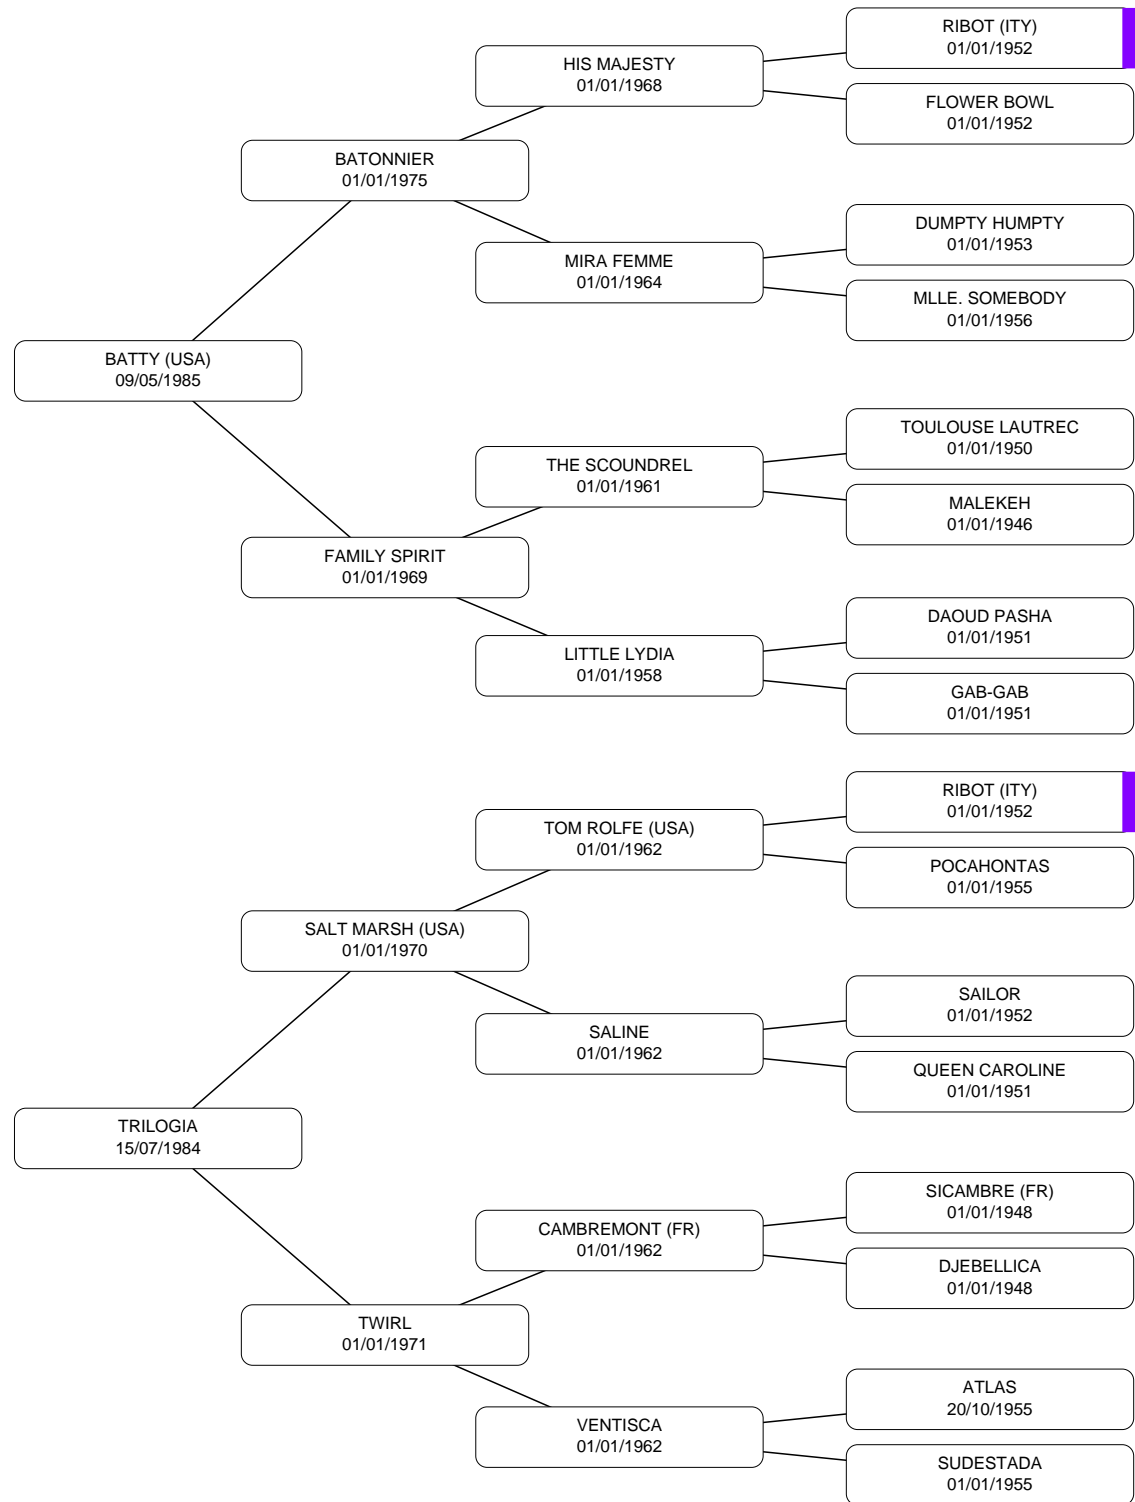 RIBOT (ITY)
01/01/1952
HIS MAJESTY
01/01/1968
FLOWER BOWL
01/01/1952
BATONNIER
01/01/1975
DUMPTY HUMPTY
01/01/1953
MIRA FEMME
01/01/1964
MLLE. SOMEBODY
01/01/1956
BATTY (USA)
09/05/1985
TOULOUSE LAUTREC
01/01/1950
THE SCOUNDREL
01/01/1961
MALEKEH
01/01/1946
FAMILY SPIRIT
01/01/1969
DAOUD PASHA
01/01/1951
LITTLE LYDIA
01/01/1958
GAB-GAB
01/01/1951
RIBOT (ITY)
01/01/1952
TOM ROLFE (USA)
01/01/1962
POCAHONTAS
01/01/1955
SALT MARSH (USA)
01/01/1970
SAILOR
01/01/1952
SALINE
01/01/1962
QUEEN CAROLINE
01/01/1951
TRILOGIA
15/07/1984
SICAMBRE (FR)
01/01/1948
CAMBREMONT (FR)
01/01/1962
DJEBELLICA
01/01/1948
TWIRL
01/01/1971
ATLAS
20/10/1955
VENTISCA
01/01/1962
SUDESTADA
01/01/1955